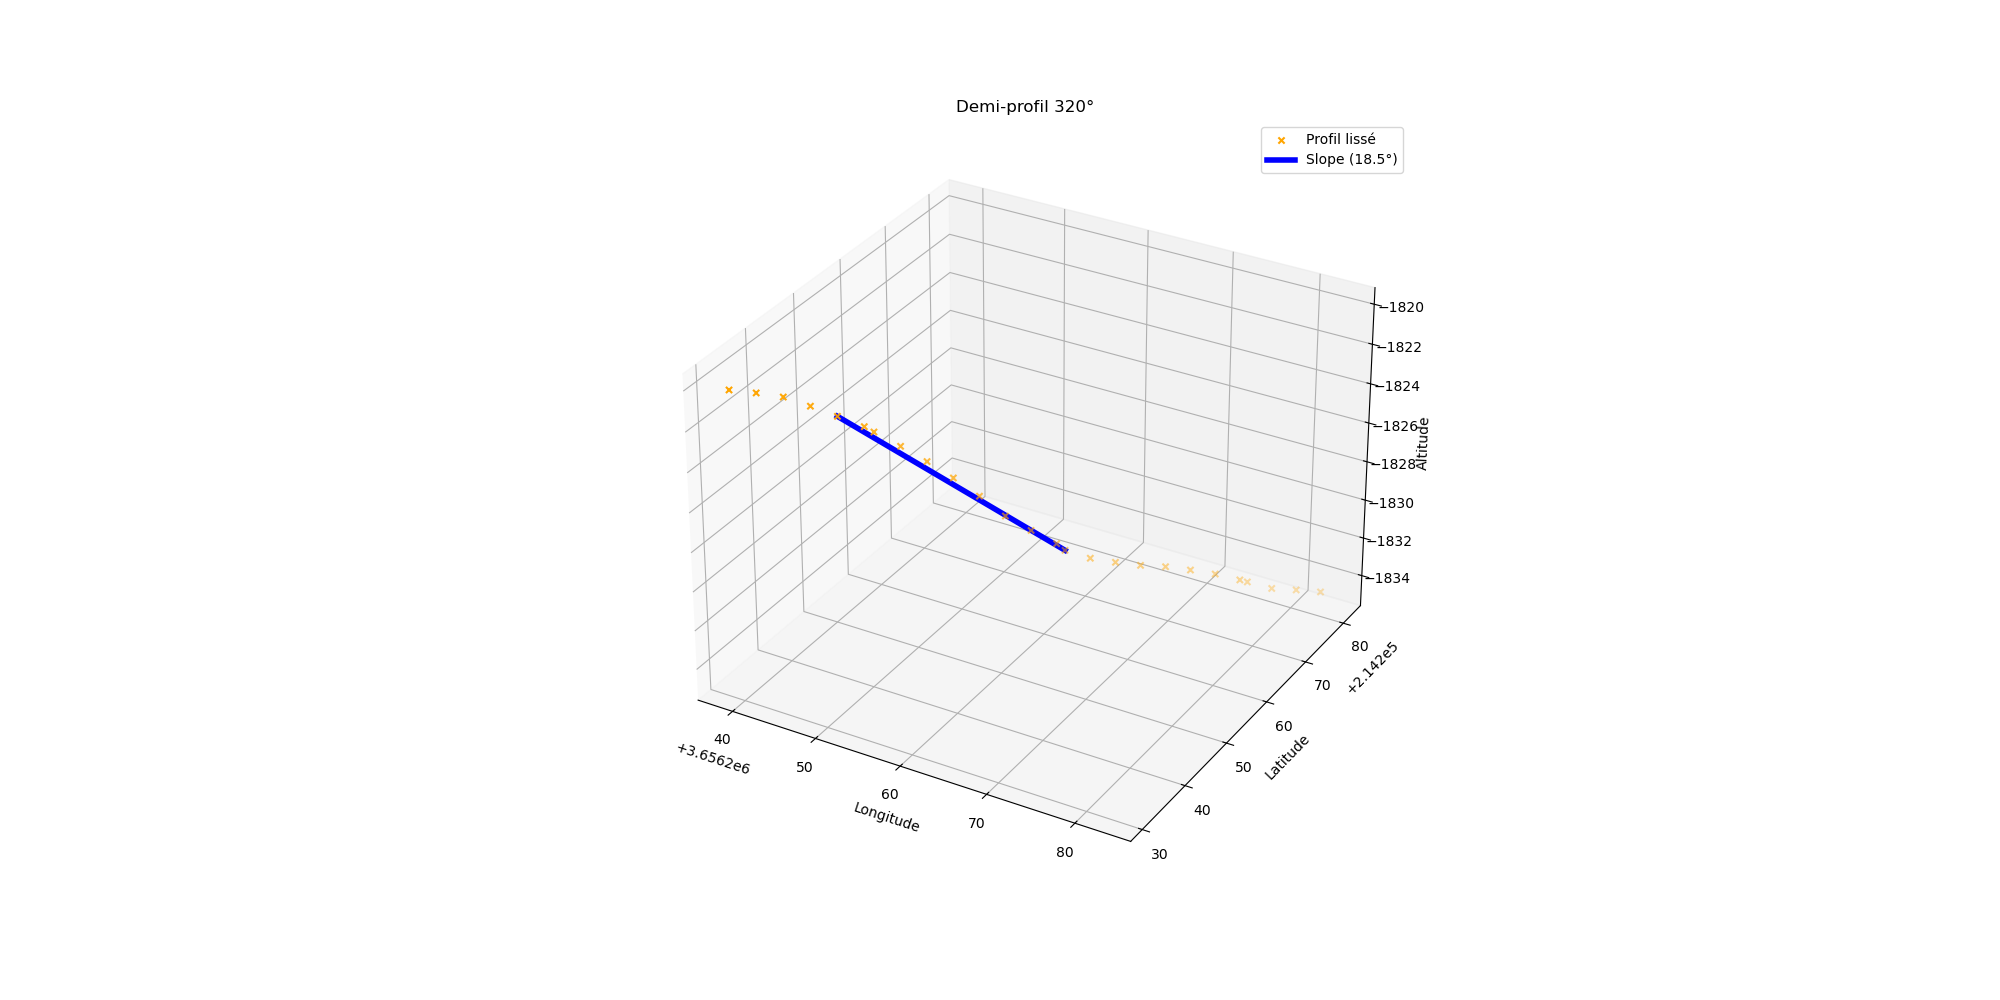 Demi-profil 320°
Profil lissé
Slope (18.5°)
−1820
−1822
−1824
−1826
−1828
−1830
−1832
−1834
Altitude
80
70
60
50
40
30
+2.142e5
Latitude
40
50
60
70
80
+3.6562e6
Longitude